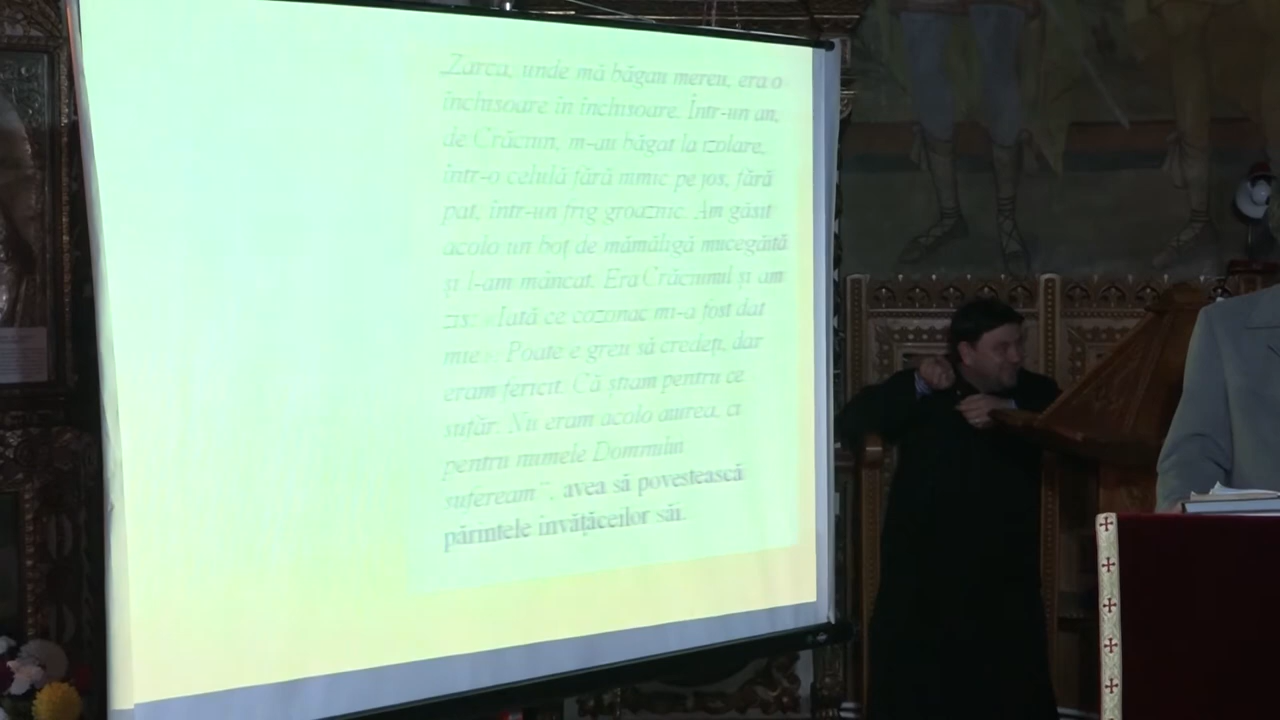 Zarca, unde mă băgau mereu, era o
închisoare în închisoare. Într-un an,
de Crăciun, m-au băgat la izolare,
într-o celulă fără nimic pe jos, fără
pat, într-un frig groaznic. Am găsit
acolo un boț de mămăligă mucegăită
și l-am mâncat. Era Crăciunul și am
zis: «Iată ce cozonac mi-a fost dat
mie». Poate e greu să credeți, dar
eram fericit. Că știam pentru ce
sufăr. Nu eram acolo aiurea, ci
pentru numele Domnului
sufeream", avea să povestească
părintele învățăceilor săi.